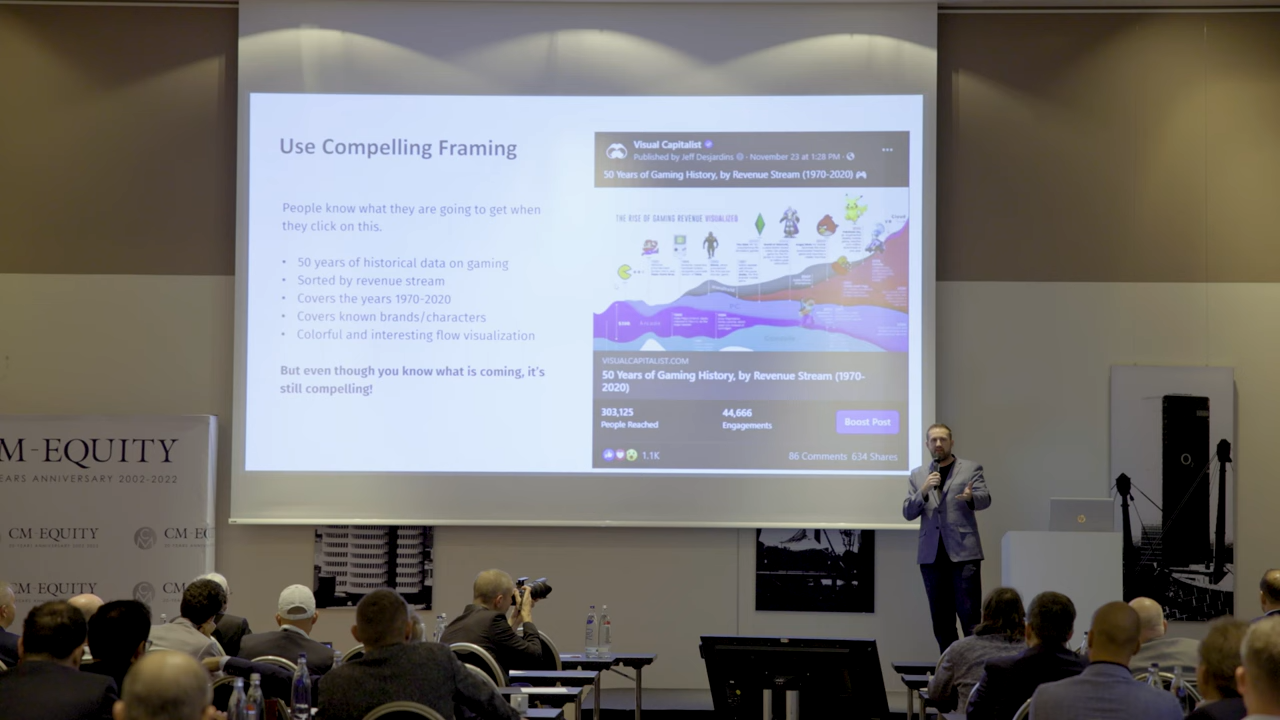 Use Compelling Framing
People know what they are going to get when
they click on this.
• 50 years of historical data on gaming
• Sorted by revenue stream
• Covers the years 1970-2020
• Covers known brands/characters
• Colorful and interesting flow visualization
But even though you know what is coming, it's
still compelling!
Visual Capitalist
Published by Jeff Desjardins · November 23 at 1:28 PM ·
50 Years of Gaming History, by Revenue Stream (1970-2020)
THE RISE OF GAMING REVENUE VISUALIZED
VISUALCAPITALIST.COM
50 Years of Gaming History, by Revenue Stream (1970-
2020)
303,125
People Reached
44,666
Engagements
Boost Post
1.1K
86 Comments 634 Shares
M-EQUITY
EARS ANNIVERSARY 2002-2022
CM-EQUITY
CM-EC
CM-EQUITY
CM-EQ